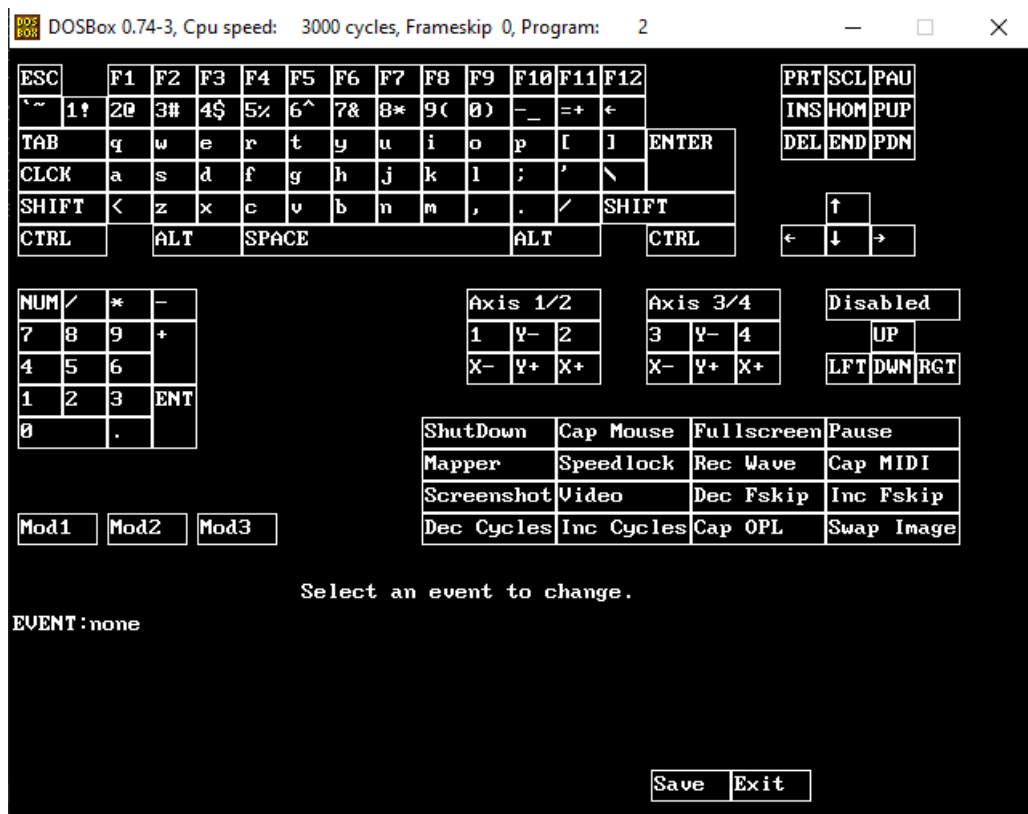 DOS BOX DOSBox 0.74-3, Cpu speed: 3000 cycles, Frameskip 0, Program: 2
ESC F1 F2 F3 F4 F5 F6 F7 F8 F9 F10 F11 F12 PRT SCL PAU
`~ 1! 2@ 3# 4$ 5% 6^ 7& 8* 9( 0) -_ =+ ← INS HOM PUP
TAB q w e r t y u i o p [ ] ENTER DEL END PDN
CLCK a s d f g h j k l ; ' \
SHIFT < z x c v b n m , . / SHIFT ↑
CTRL ALT SPACE ALT CTRL ← ↓ →
NUM / * - Axis 1/2 Axis 3/4 Disabled
7 8 9 + 1 Y- 2 3 Y- 4 UP
4 5 6 X- Y+ X+ X- Y+ X+ LFT DWN RGT
1 2 3 ENT
0 . ShutDown Cap Mouse Fullscreen Pause
Mapper Speedlock Rec Wave Cap MIDI
Screenshot Video Dec Fskip Inc Fskip
Mod1 Mod2 Mod3 Dec Cycles Inc Cycles Cap OPL Swap Image
Select an event to change.
EVENT:none
Save Exit